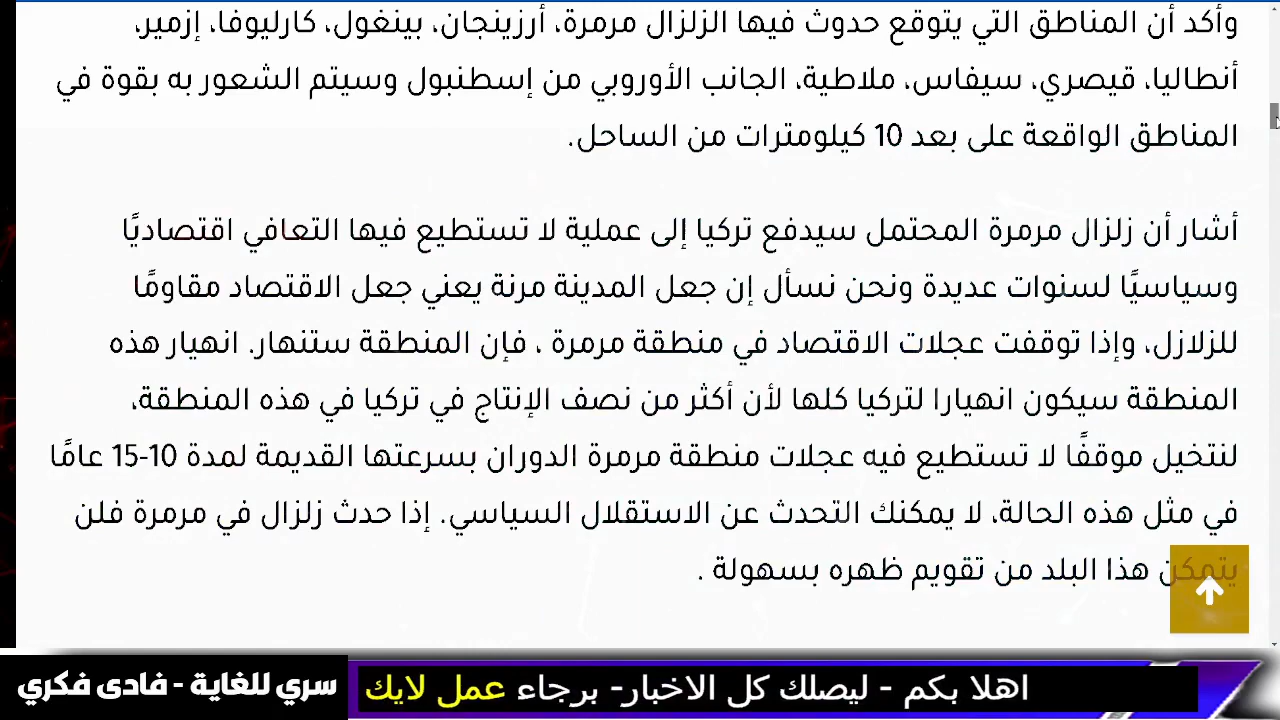 وأكد أن المناطق التي يتوقع حدوث فيها الزلزال مرمرة، أرزينجان، بينغول، كارليوفا، إزمير،
أنطاليا، قيصري، سيفاس، ملاطية، الجانب الأوروبي من إسطنبول وسيتم الشعور به بقوة في
المناطق الواقعة على بعد 10 كيلومترات من الساحل.
أشار أن زلزال مرمرة المحتمل سيدفع تركيا إلى عملية لا تستطيع فيها التعافي اقتصاديًا
وسياسيًا لسنوات عديدة ونحن نسأل إن جعل المدينة مرنة يعني جعل الاقتصاد مقاومًا
للزلازل، وإذا توقفت عجلات الاقتصاد في منطقة مرمرة ، فإن المنطقة ستنهار. انهيار هذه
المنطقة سيكون انهيارا لتركيا كلها لأن أكثر من نصف الإنتاج في تركيا في هذه المنطقة،
لنتخيل موقفًا لا تستطيع فيه عجلات منطقة مرمرة الدوران بسرعتها القديمة لمدة 10-15 عامًا
في مثل هذه الحالة، لا يمكنك التحدث عن الاستقلال السياسي. إذا حدث زلزال في مرمرة فلن
يتمكن هذا البلد من تقويم ظهره بسهولة .
اهلا بكم - ليصلك كل الاخبار- برجاء عمل لايك
سري للغاية - فادى فكري